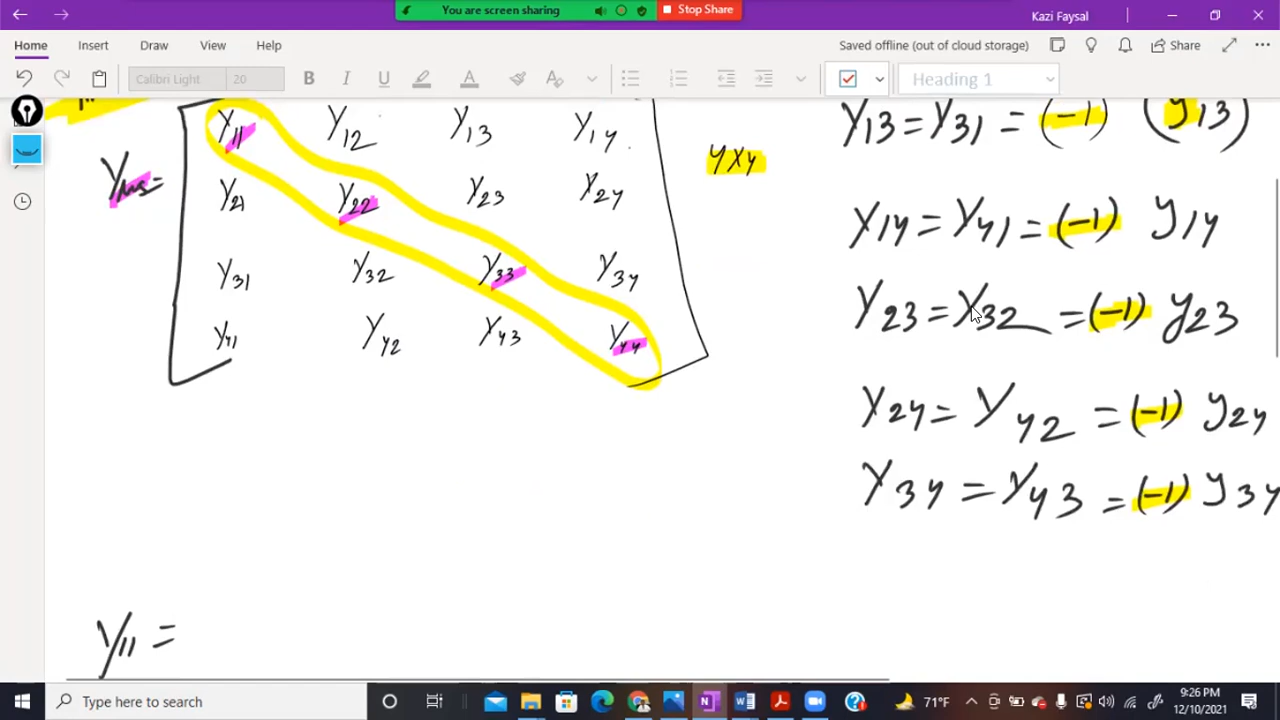 You are screen sharing
Stop Share
Kazi Faysal
Home Insert Draw View Help
Saved offline (out of cloud storage)
Share
Calibri Light 20
B I U A
Heading 1
Y11 Y12 Y13 Y14
Y21 Y22 Y23 Y24
Y31 Y32 Y33 Y34
Y41 Y42 Y43 Y44
4x4
Y13 = Y31 = (-1) (y13)
Y14 = Y41 = (-1) y14
Y23 = Y32 = (-1) y23
Y24 = Y42 = (-1) y24
Y34 = Y43 = (-1) y34
Y11 =
Type here to search
71°F
9:26 PM
12/10/2021